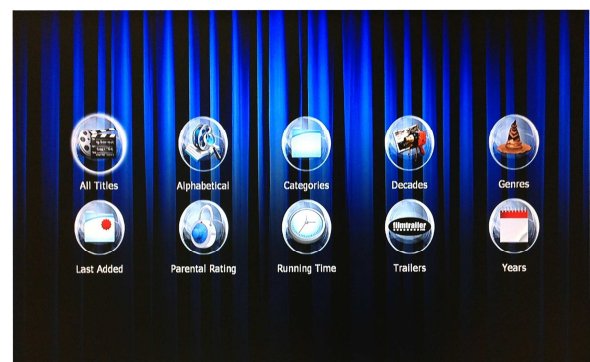 All Titles
Alphabetical
Categories
Decades
Genres
Last Added
Parental Rating
Running Time
filmtrailer
Trailers
Years